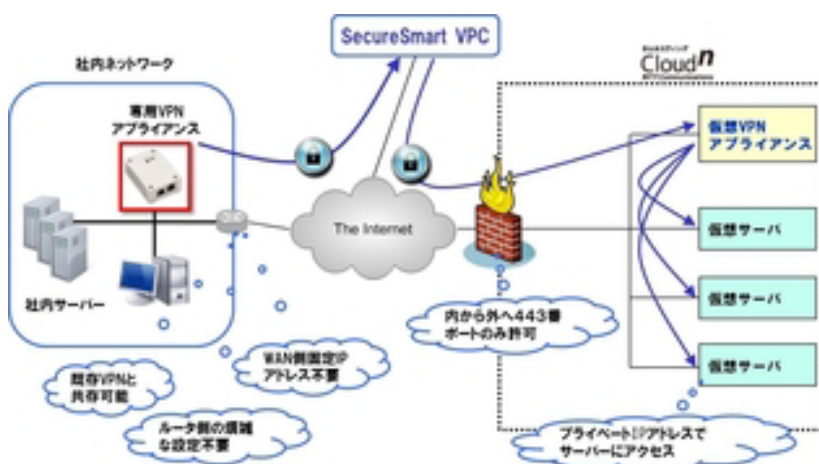 SecureSmart VPC
社内ネットワーク
専用VPN
アプライアンス
社内サーバー
The Internet
Cloudn
仮想VPN
アプライアンス
仮想サーバ
仮想サーバ
仮想サーバ
内から外へ443番
ポートのみ許可
WAN側固定IP
アドレス不要
既存VPNと
共存可能
ルータ側の煩雑
な設定不要
プライベートIPアドレスで
サーバーにアクセス